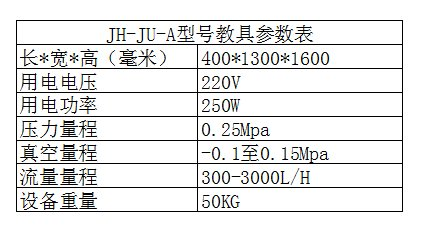 JH-JU-A型号教具参数表
长*宽*高（毫米） 400*1300*1600
用电电压 220V
用电功率 250W
压力量程 0.25Mpa
真空量程 -0.1至0.15Mpa
流量量程 300-3000L/H
设备重量 50KG